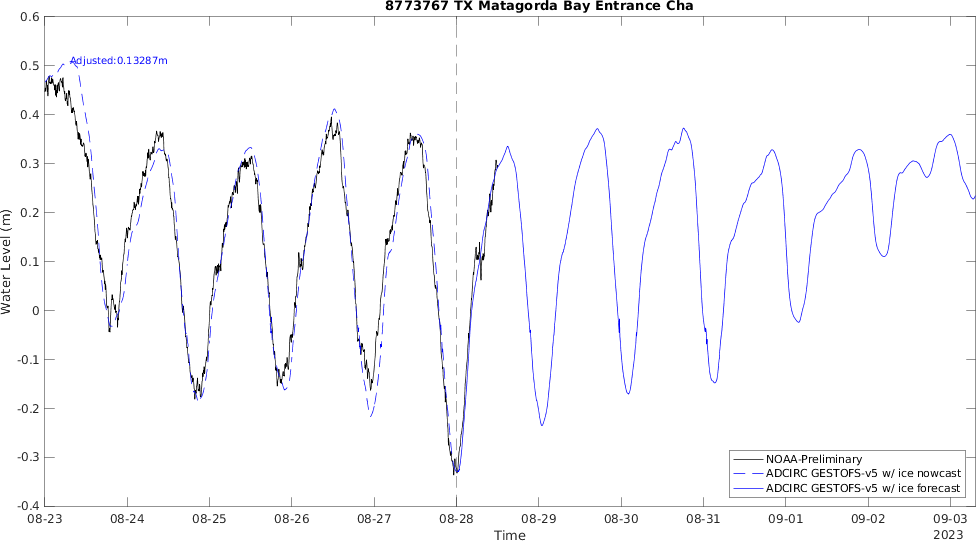 8773767 TX Matagorda Bay Entrance Cha
0.6
0.5
0.4
0.3
0.2
0.1
0
-0.1
-0.2
-0.3
-0.4
Water Level (m)
Adjusted:0.13287m
NOAA-Preliminary
ADCIRC GESTOFS-v5 w/ ice nowcast
ADCIRC GESTOFS-v5 w/ ice forecast
08-23 08-24 08-25 08-26 08-27 08-28 08-29 08-30 08-31 09-01 09-02 09-03
Time
2023